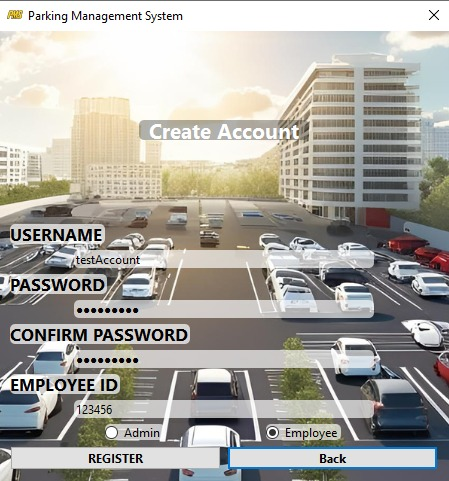 PMS Parking Management System
Create Account
USERNAME
testAccount
PASSWORD
●●●●●●●●●
CONFIRM PASSWORD
●●●●●●●●●
EMPLOYEE ID
123456
Admin Employee
REGISTER Back